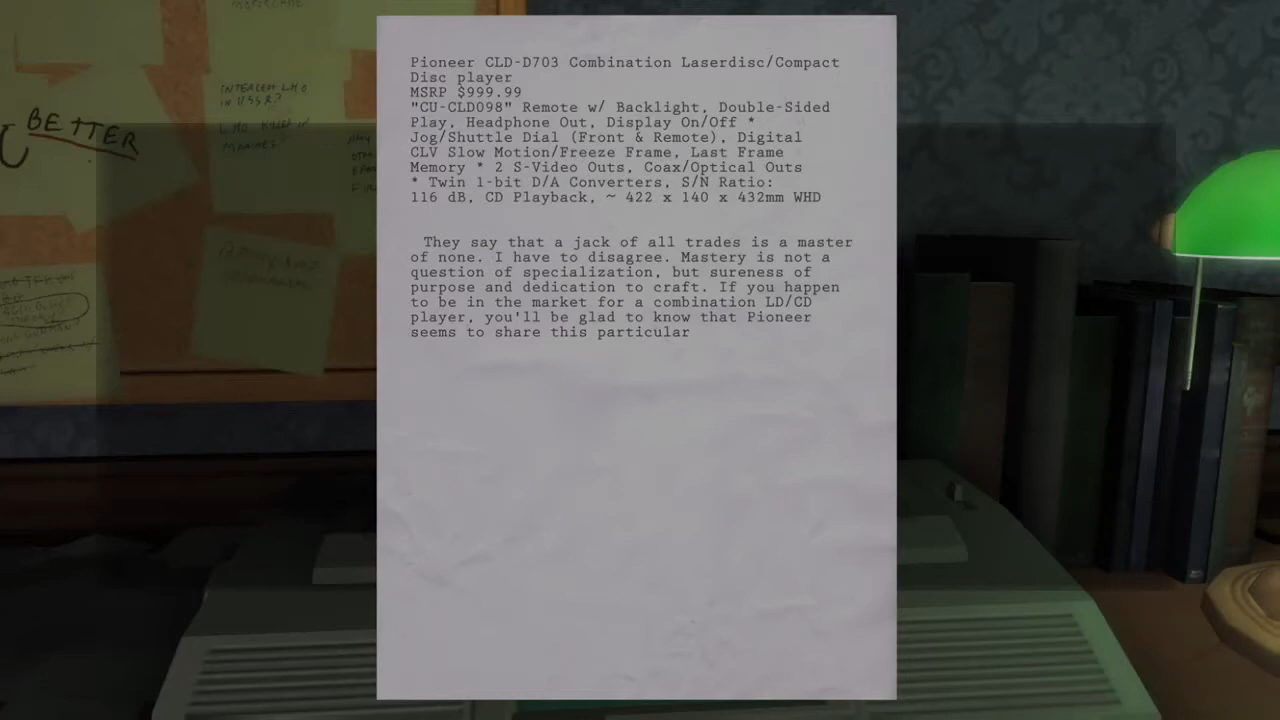 INTEREST LHO
IN USSR?
BETTER
Pioneer CLD-D703 Combination Laserdisc/Compact
Disc player
MSRP $999.99
"CU-CLD098" Remote w/ Backlight, Double-Sided
Play, Headphone Out, Display On/Off *
Jog/Shuttle Dial (Front & Remote), Digital
CLV Slow Motion/Freeze Frame, Last Frame
Memory * 2 S-Video Outs, Coax/Optical Outs
* Twin 1-bit D/A Converters, S/N Ratio:
116 dB, CD Playback, ~ 422 x 140 x 432mm WHD
They say that a jack of all trades is a master
of none. I have to disagree. Mastery is not a
question of specialization, but sureness of
purpose and dedication to craft. If you happen
to be in the market for a combination LD/CD
player, you'll be glad to know that Pioneer
seems to share this particular